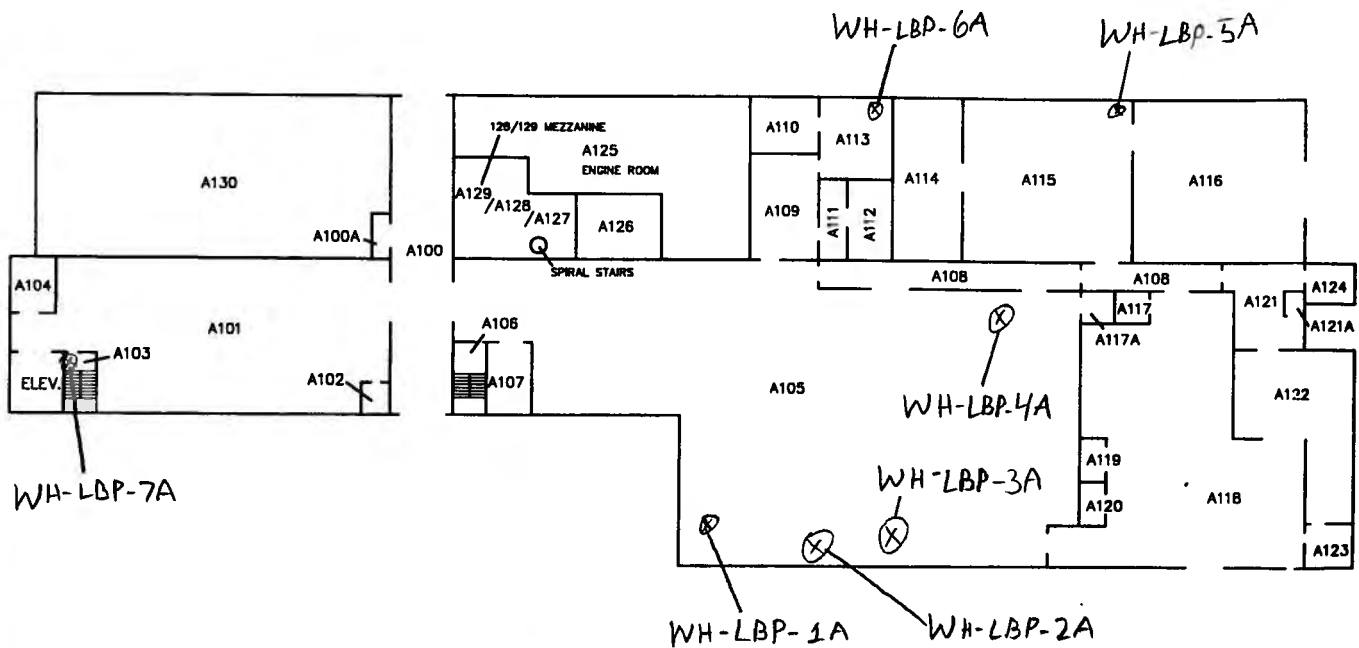 WH-LBP-6A
WH-LBP-5A
128/129 MEZZANINE
A125
ENGINE ROOM
A110
A113
A130
A129
/A128
/A127
A126
A109
A111
A112
A114
A115
A116
A100A
A100
SPIRAL STAIRS
A104
A108
A108
A124
A101
A121
A121A
A117
A117A
A106
A103
ELEV.
A102
A107
A105
A122
WH-LBP-4A
WH-LBP-7A
WH-LBP-3A
A119
A120
A118
A123
WH-LBP-1A
WH-LBP-2A